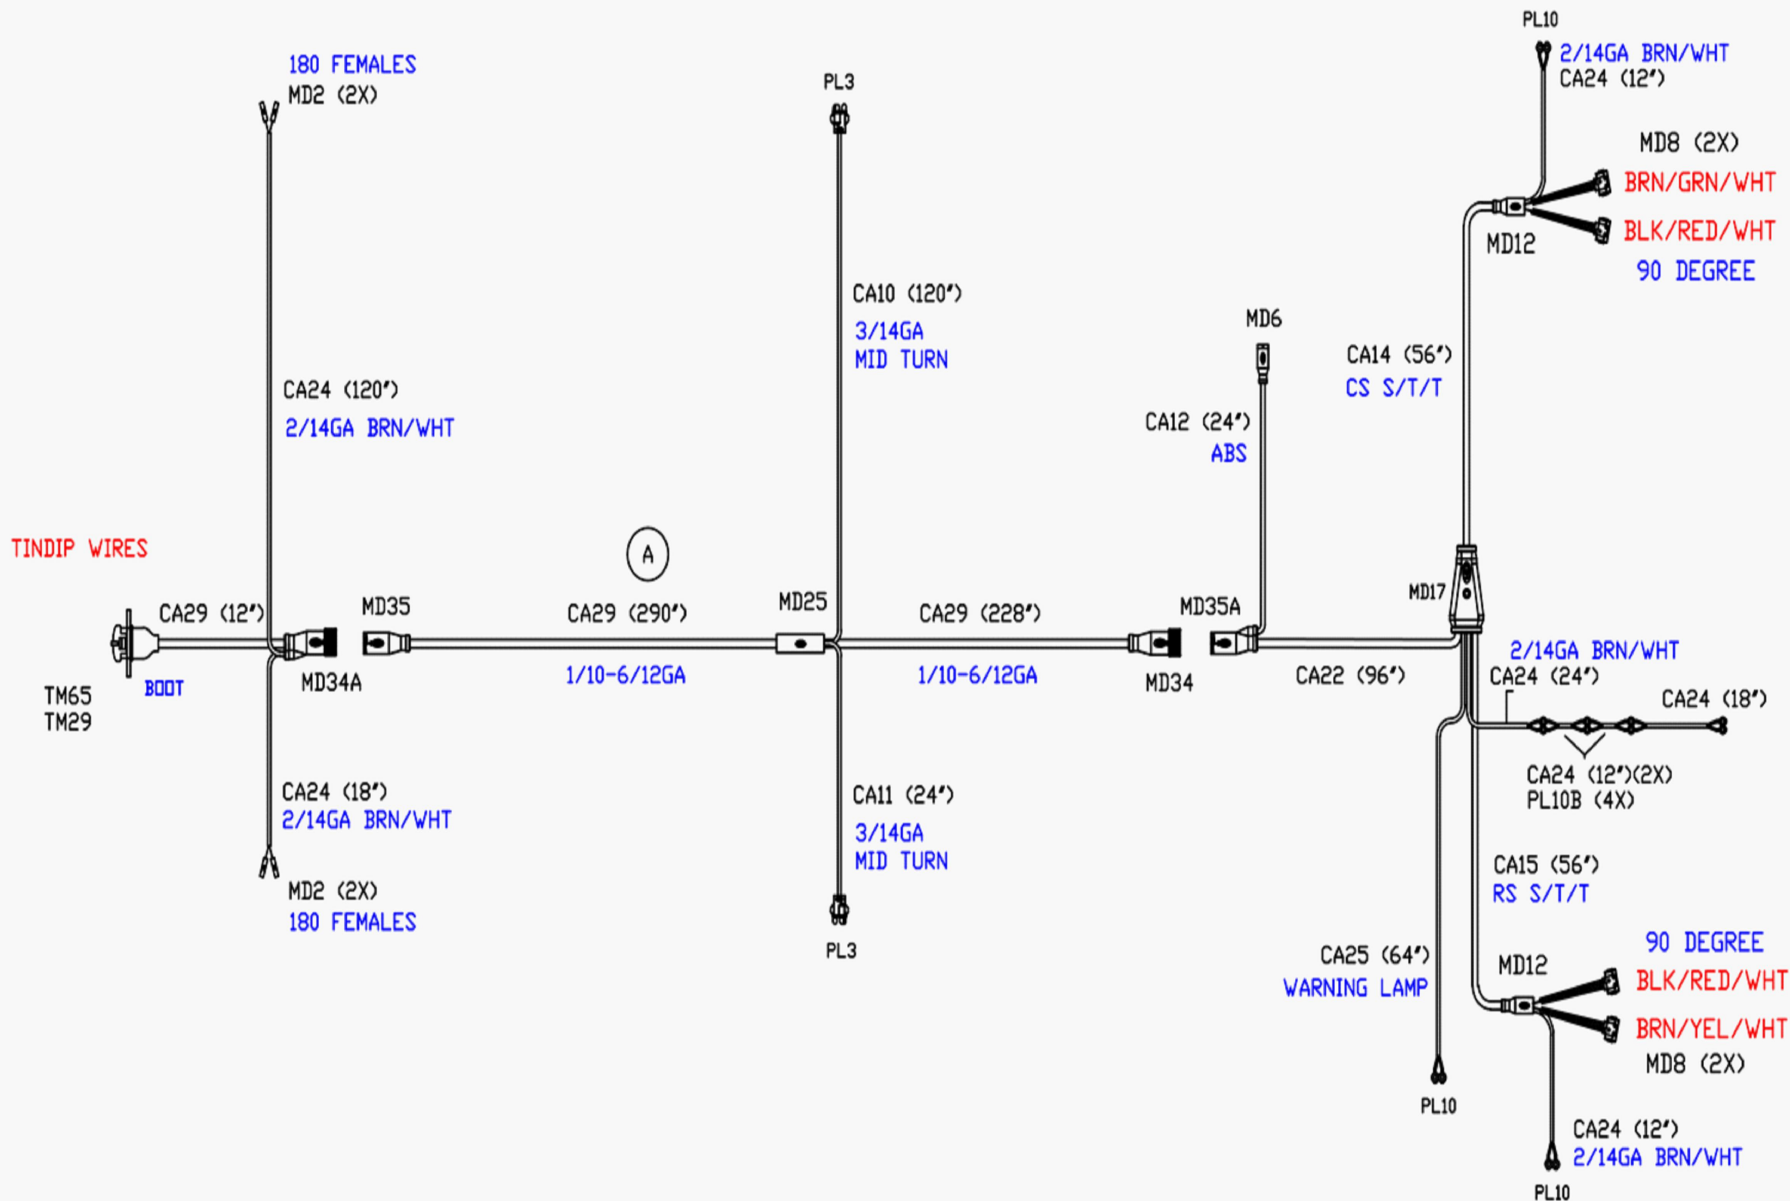 180 FEMALES
MD2 (2X)
CA24 (120")
2/14GA BRN/WHT
TINDIP WIRES
CA29 (12")
TM65
TM29
BOOT
MD34A
CA24 (18")
2/14GA BRN/WHT
MD2 (2X)
180 FEMALES
MD35
A
CA29 (290")
1/10-6/12GA
MD25
PL3
CA10 (120")
3/14GA
MID TURN
CA29 (228")
1/10-6/12GA
CA11 (24")
3/14GA
MID TURN
PL3
MD34
MD6
CA12 (24")
ABS
MD35A
CA22 (96")
PL10
2/14GA BRN/WHT
CA24 (12")
MD8 (2X)
BRN/GRN/WHT
BLK/RED/WHT
90 DEGREE
MD12
CA14 (56")
CS S/T/T
MD17
2/14GA BRN/WHT
CA24 (24")
CA24 (18")
CA24 (12")(2X)
PL10B (4X)
CA15 (56")
RS S/T/T
CA25 (64")
WARNING LAMP
PL10
90 DEGREE
MD12
BLK/RED/WHT
BRN/YEL/WHT
MD8 (2X)
CA24 (12")
2/14GA BRN/WHT
PL10